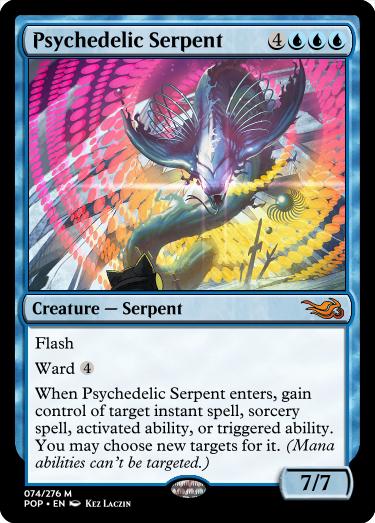 Psychedelic Serpent 4
Creature — Serpent
Flash
Ward 4
When Psychedelic Serpent enters, gain
control of target instant spell, sorcery
spell, activated ability, or triggered ability.
You may choose new targets for it. (Mana
abilities can't be targeted.)
7/7
074/276 M
POP • EN Kez Laczin